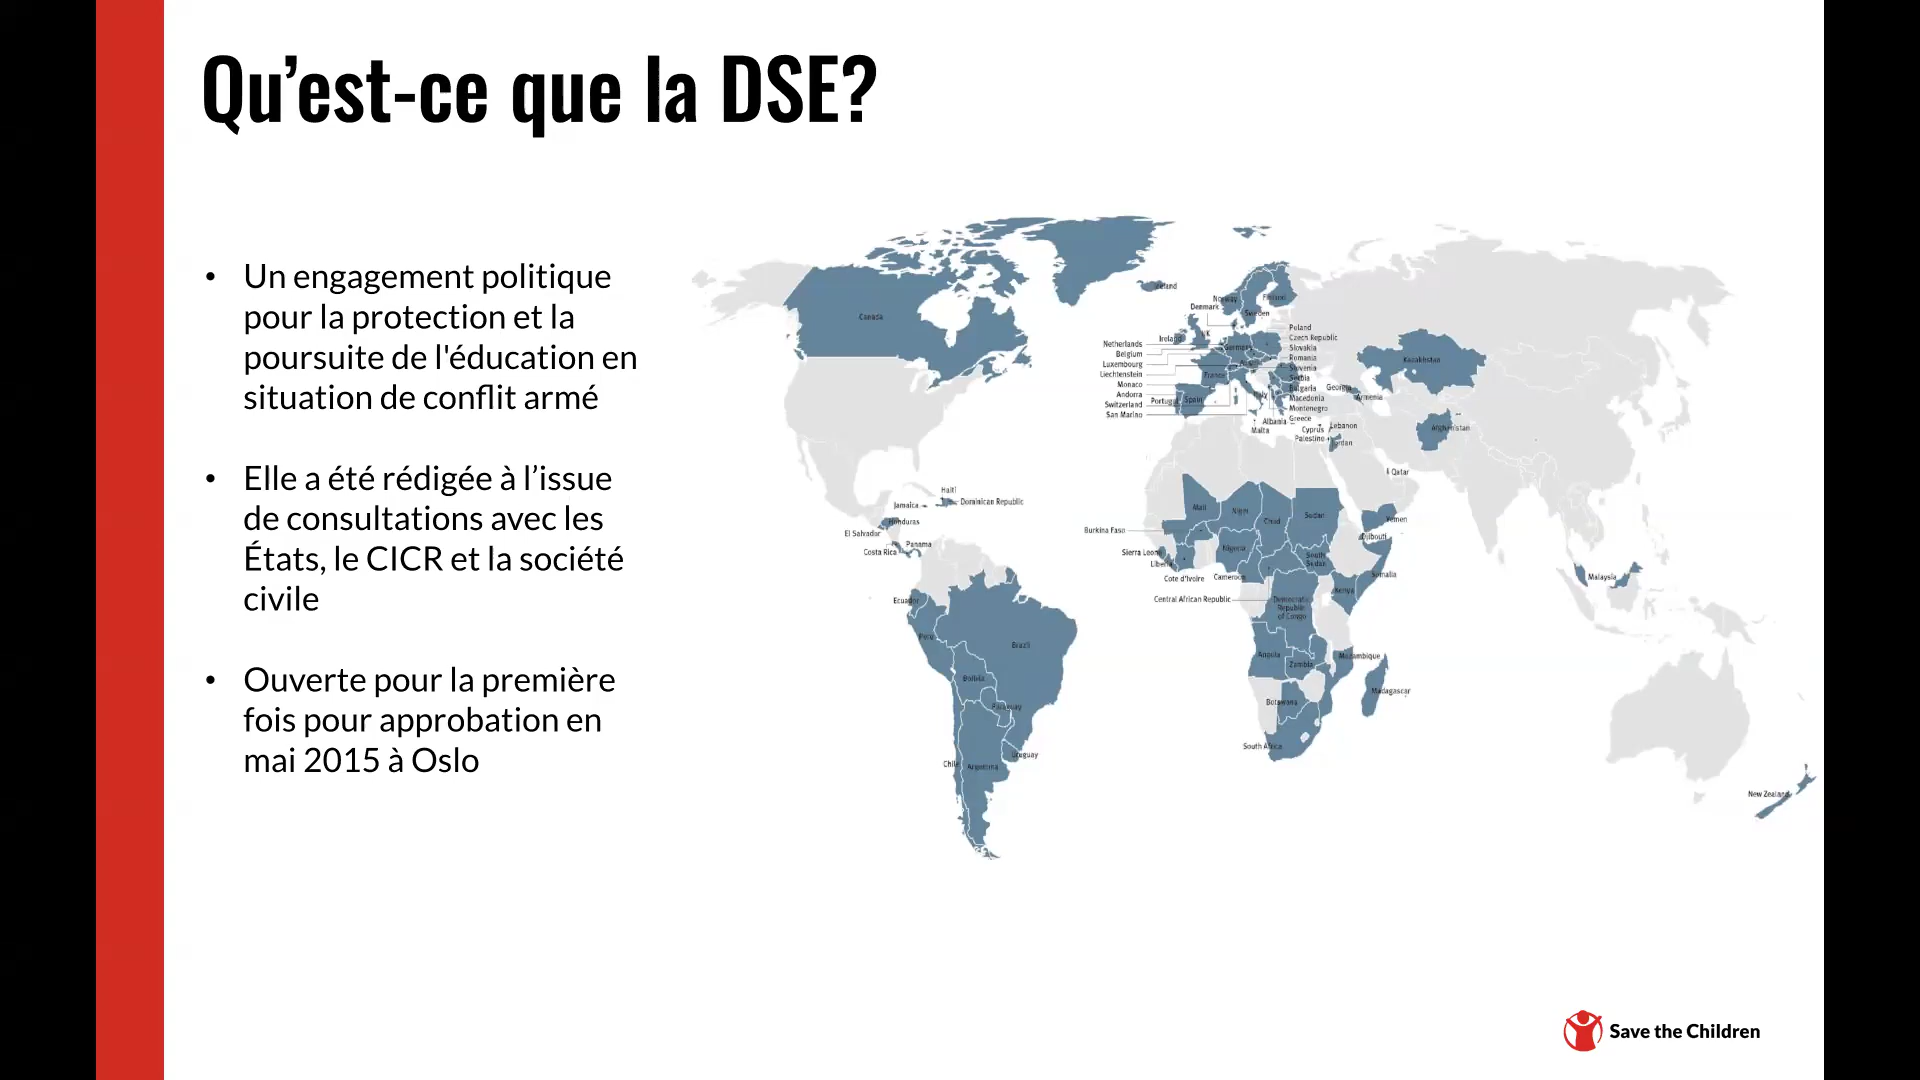 Qu’est-ce que la DSE?
• Un engagement politique
pour la protection et la
poursuite de l'éducation en
situation de conflit armé
• Elle a été rédigée à l’issue
de consultations avec les
États, le CICR et la société
civile
• Ouverte pour la première
fois pour approbation en
mai 2015 à Oslo
Canada
Iceland
Norway
Finland
Sweden
Denmark
Ireland
UK
Netherlands
Belgium
Luxembourg
Liechtenstein
Monaco
Andorra
Switzerland
San Marino
Germany
France
Portugal
Spain
Italy
Poland
Czech Republic
Slovakia
Romania
Slovenia
Serbia
Bulgaria
Macedonia
Montenegro
Greece
Albania
Malta
Cyprus
Palestine
Lebanon
Jordan
Georgia
Armenia
Kazakhstan
Afghanistan
Qatar
Yemen
Djibouti
Somalia
Haiti
Jamaica
Dominican Republic
Honduras
El Salvador
Costa Rica
Panama
Ecuador
Peru
Brazil
Bolivia
Paraguay
Uruguay
Chile
Argentina
Mali
Niger
Chad
Sudan
Burkina Faso
Sierra Leone
Liberia
Cote d'Ivoire
Nigeria
Cameroon
South
Sudan
Central African Republic
Kenya
Democratic
Republic
of Congo
Angola
Zambia
Mozambique
Madagascar
Botswana
South Africa
Malaysia
New Zealand
Save the Children